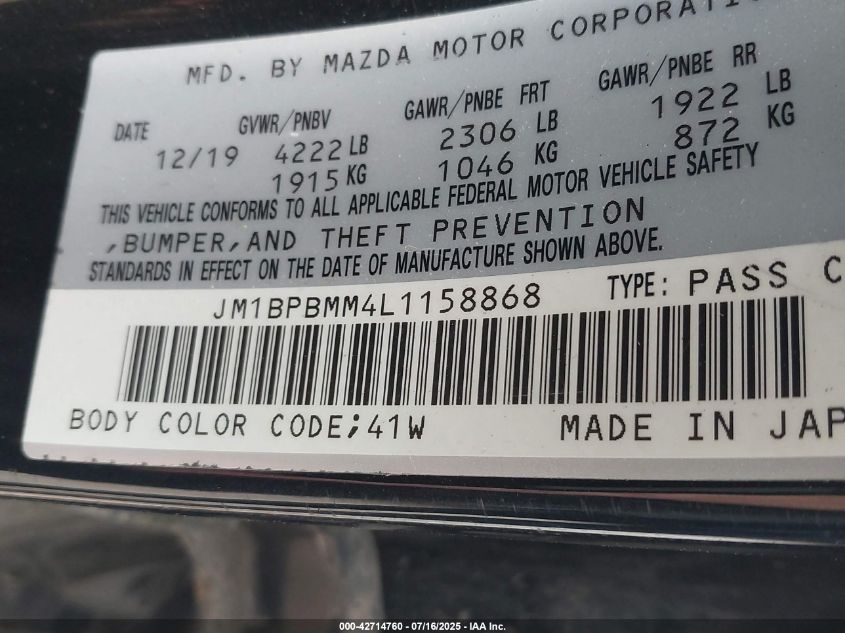 MFD. BY MAZDA MOTOR CORPORATI
DATE GVWR/PNBV GAWR/PNBE FRT GAWR/PNBE RR
12/19 4222 LB 2306 LB 1922 LB
1915 KG 1046 KG 872 KG
THIS VEHICLE CONFORMS TO ALL APPLICABLE FEDERAL MOTOR VEHICLE SAFETY
,BUMPER,AND THEFT PREVENTION
STANDARDS IN EFFECT ON THE DATE OF MANUFACTURE SHOWN ABOVE.
JM1BPBMM4L1158868 TYPE: PASS C
BODY COLOR CODE;41W MADE IN JAP
000-42714760 - 07/16/2025 - IAA Inc.